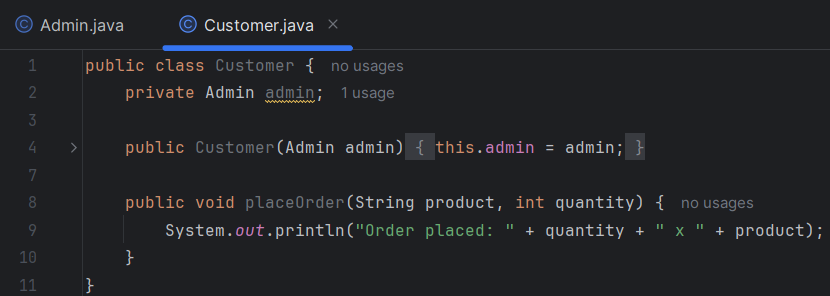 Admin.java Customer.java
1 public class Customer { no usages
2 private Admin admin; 1 usage
3
4 public Customer(Admin admin) { this.admin = admin; }
7
8 public void placeOrder(String product, int quantity) { no usages
9 System.out.println("Order placed: " + quantity + " x " + product);
10 }
11 }